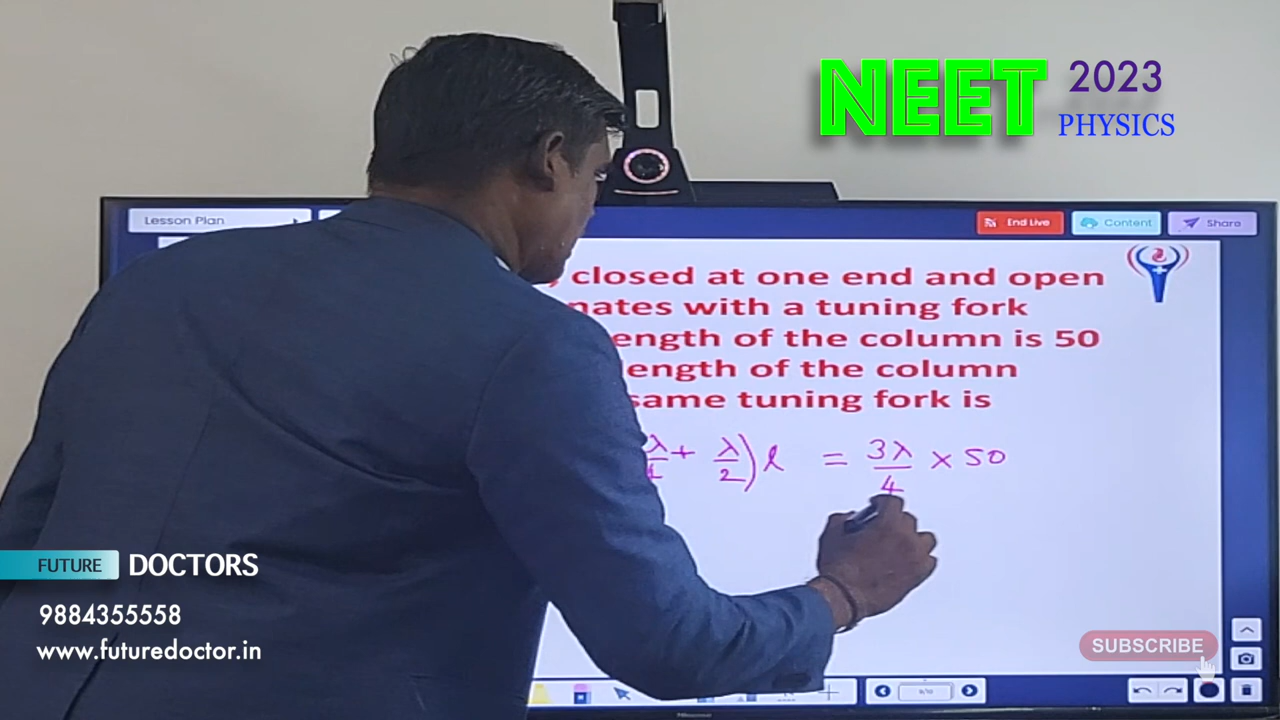 NEET 2023
PHYSICS
Lesson Plan
End Live
Content
Share
closed at one end and open
nates with a tuning fork
ength of the column is 50
ength of the column
same tuning fork is
λ/4 + λ/2) l = 3λ/4 × 50
FUTURE DOCTORS
9884355558
www.futuredoctor.in
SUBSCRIBE